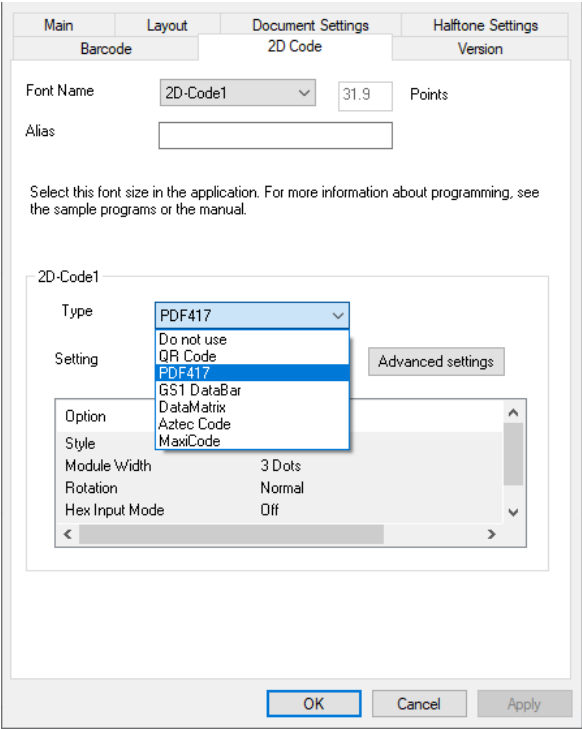 Main Layout Document Settings Halftone Settings
Barcode 2D Code Version
Font Name 2D-Code1 31.9 Points
Alias
Select this font size in the application. For more information about programming, see
the sample programs or the manual.
2D-Code1
Type PDF417
Do not use
QR Code
Setting Advanced settings
PDF417
GS1 DataBar
DataMatrix
Aztec Code
MaxiCode
Option
Style
Module Width 3 Dots
Rotation Normal
Hex Input Mode Off
OK Cancel Apply